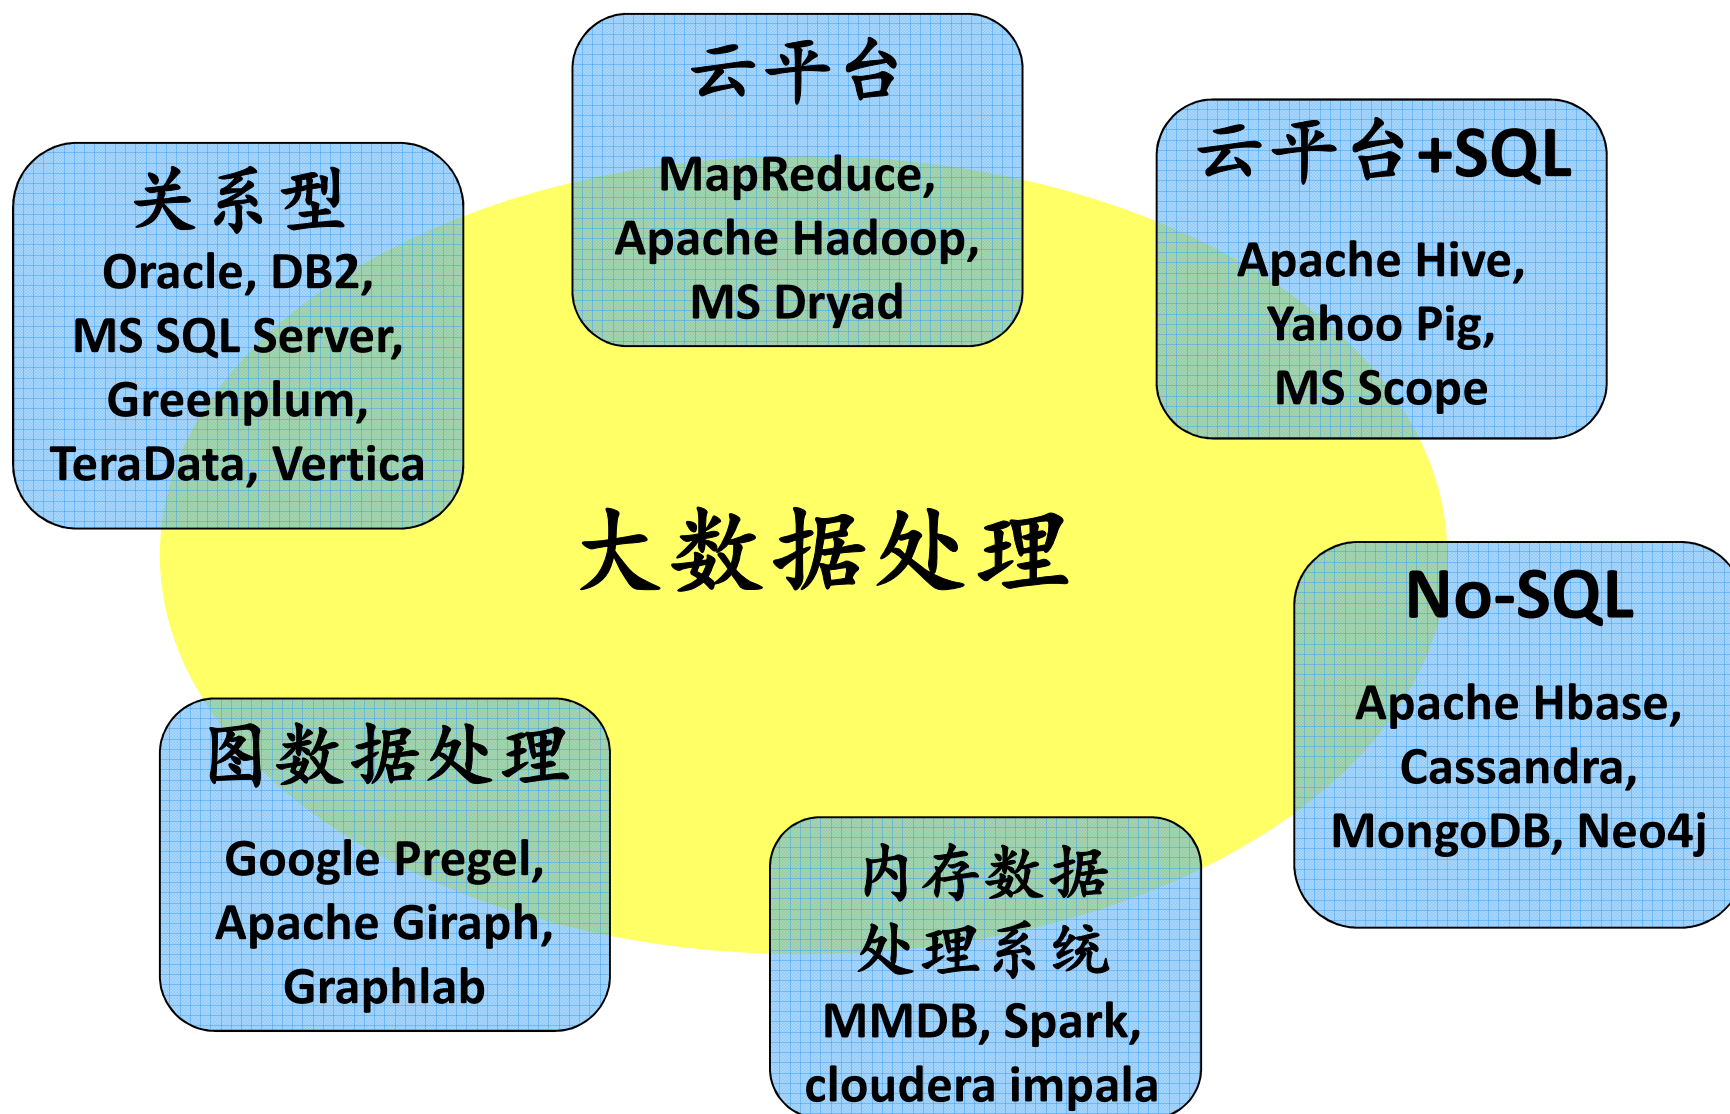 云平台
MapReduce,
Apache Hadoop,
MS Dryad
云平台+SQL
Apache Hive,
Yahoo Pig,
MS Scope
关系型
Oracle, DB2,
MS SQL Server,
Greenplum,
TeraData, Vertica
大数据处理
No-SQL
Apache Hbase,
Cassandra,
MongoDB, Neo4j
图数据处理
Google Pregel,
Apache Giraph,
Graphlab
内存数据
处理系统
MMDB, Spark,
cloudera impala